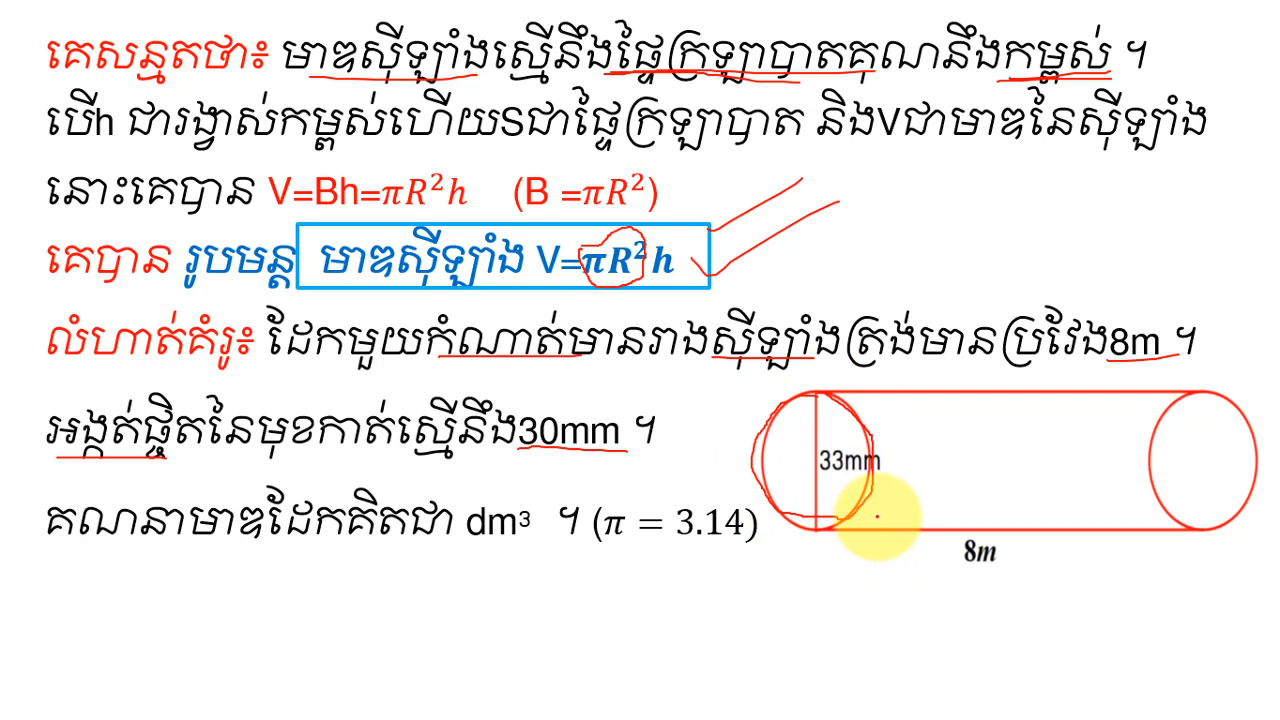 គេសន្មតថា៖ មាឌស៊ីឡាំងស្មើនឹងផ្ទៃក្រឡាបាតគុណនឹងកម្ពស់ ។
បើh ជារង្វាស់កម្ពស់ហើយSជាផ្ទៃក្រឡាបាត និងVជាមាឌនៃស៊ីឡាំង
នោះគេបាន V=Bh=πR²h (B =πR²)
គេបាន រូបមន្ត មាឌស៊ីឡាំង V=πR²h
លំហាត់គំរូ៖ ដែកមួយកំណាត់មានរាងស៊ីឡាំងត្រង់មានប្រវែង8m ។
អង្កត់ផ្ចិតនៃមុខកាត់ស្មើនឹង30mm ។
33mm
គណនាមាឌដែកគិតជា dm³ ។ (π = 3.14)
8m